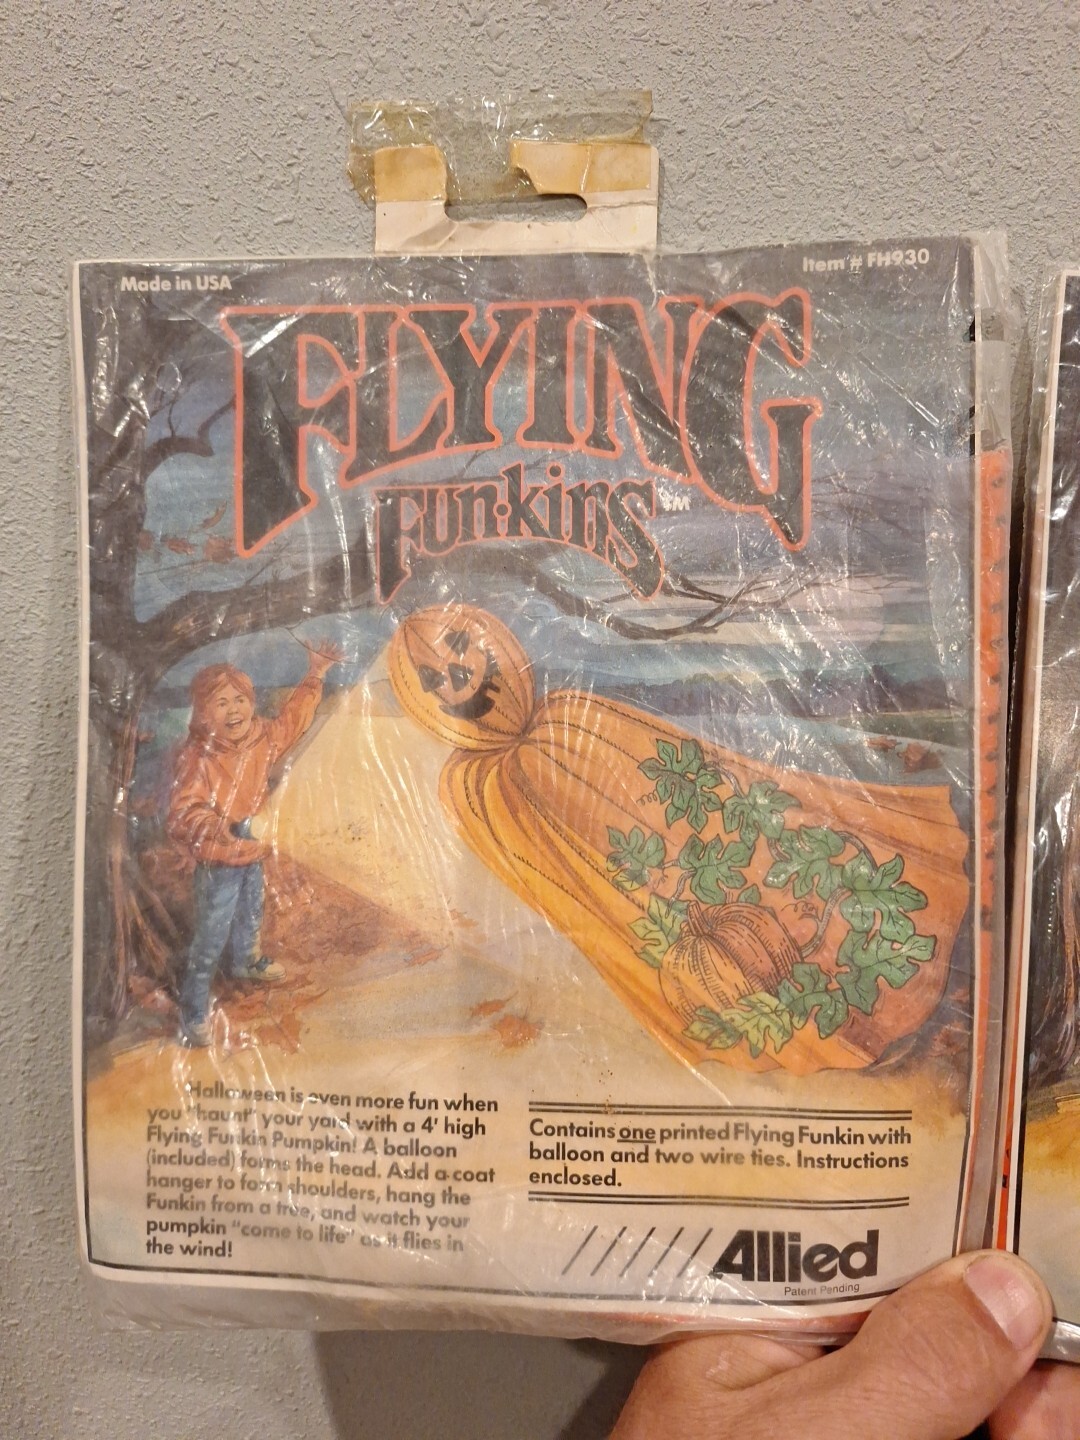 Made in USA
Item # FH930
FLYING
Fun·kins SM
Halloween is even more fun when
you "haunt" your yard with a 4' high
Flying Funkin Pumpkin! A balloon
(included) forms the head. Add a coat
hanger to form shoulders, hang the
Funkin from a tree, and watch your
pumpkin "come to life" as it flies in
the wind!
Contains one printed Flying Funkin with
balloon and two wire ties. Instructions
enclosed.
Allied
Patent Pending